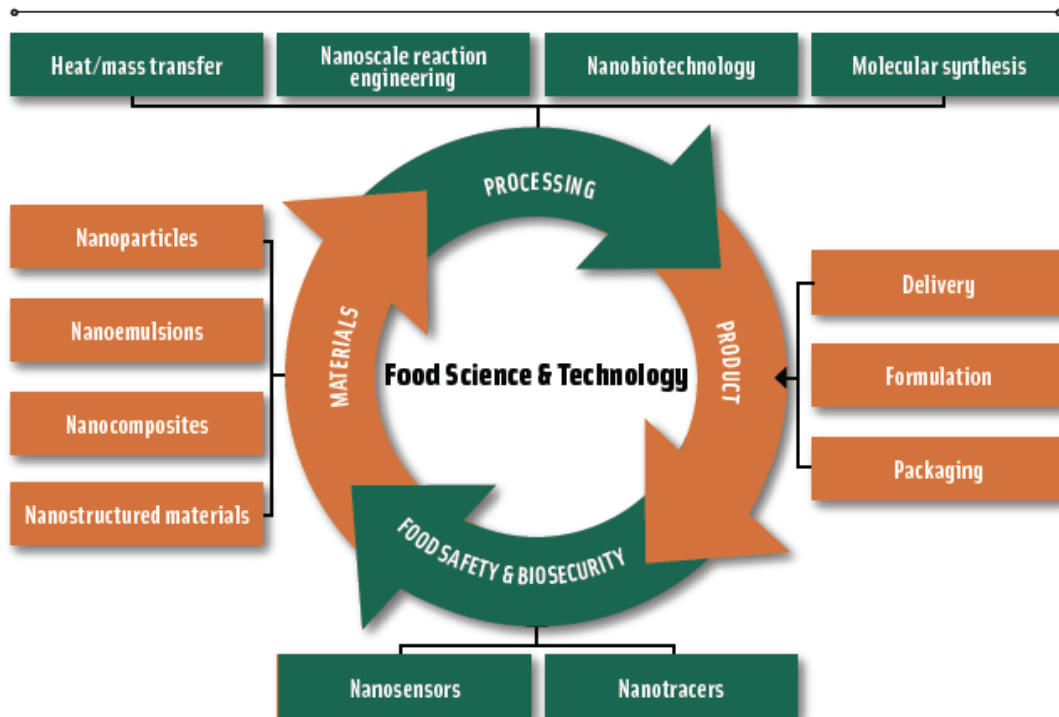 Heat/mass transfer
Nanoscale reaction
engineering
Nanobiotechnology
Molecular synthesis
PROCESSING
Nanoparticles
Nanoemulsions
Nanocomposites
Nanostructured materials
MATERIALS
Food Science & Technology
PRODUCT
Delivery
Formulation
Packaging
FOOD SAFETY & BIOSECURITY
Nanosensors
Nanotracers